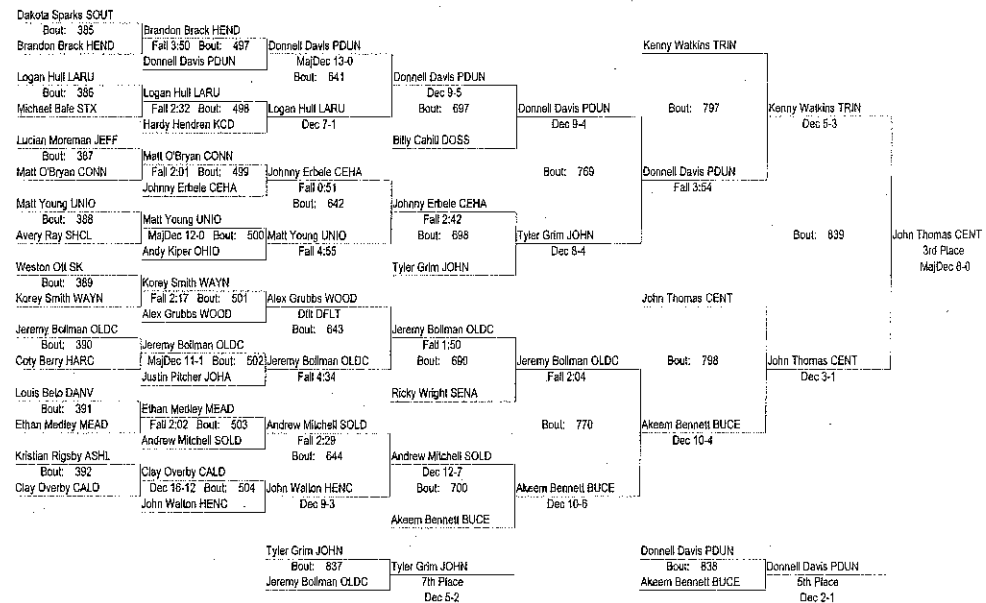 Dakota Sparks SOUT
Bout: 385
Brandon Brack HEND
Brandon Brack HEND
Fall 3:50 Bout: 497
Donnell Davis PDUN
Donnell Davis PDUN
MajDec 13-0
Bout: 641
Logan Hull LARU
Bout: 386
Michael Bafe STX
Logan Hull LARU
Fall 2:32 Bout: 498
Hardy Hendren KCD
Logan Hull LARU
Dec 7-1
Donnell Davis PDUN
Dec 9-5
Bout: 697
Billy Cahill DOSS
Donnell Davis PDUN
Dec 9-4
Lucian Moreman JEFF
Bout: 387
Matt O'Bryan CONN
Matt O'Bryan CONN
Fall 2:01 Bout: 499
Johnny Erbele CEHA
Johnny Erbele CEHA
Fall 0:51
Bout: 642
Matt Young UNIO
Bout: 388
Avery Ray SHCL
Matt Young UNIO
MajDec 12-0 Bout: 500
Andy Kiper OHIO
Matt Young UNIO
Fall 4:55
Johnny Erbele CEHA
Fall 2:42
Bout: 698
Tyler Grim JOHN
Tyler Grim JOHN
Dec 8-4
Bout: 769
Donnell Davis PDUN
Fall 3:54
Kenny Watkins TRIN
Bout: 797
Kenny Watkins TRIN
Dec 5-3
Weston Ott SK
Bout: 389
Korey Smith WAYN
Korey Smith WAYN
Fall 2:17 Bout: 501
Alex Grubbs WOOD
Alex Grubbs WOOD
Dflt DFLT
Bout: 643
Jeremy Bollman OLDC
Bout: 390
Coty Berry HARC
Jeremy Bollman OLDC
MajDec 11-1 Bout: 502
Justin Pitcher JOHA
Jeremy Bollman OLDC
Fall 4:34
Jeremy Bollman OLDC
Fall 1:50
Bout: 699
Ricky Wright SENA
Jeremy Bollman OLDC
Fall 2:04
Louis Belo DANV
Bout: 391
Ethan Medley MEAD
Ethan Medley MEAD
Fall 2:02 Bout: 503
Andrew Mitchell SOLD
Andrew Mitchell SOLD
Fall 2:29
Bout: 644
Kristian Rigsby ASHL
Bout: 392
Clay Overby CALD
Clay Overby CALD
Dec 16-12 Bout: 504
John Walton HENC
John Walton HENC
Dec 9-3
Andrew Mitchell SOLD
Dec 12-7
Bout: 700
Akeem Bennett BUCE
Akeem Bennett BUCE
Dec 10-6
Bout: 770
Akeem Bennett BUCE
Dec 10-4
John Thomas CENT
Bout: 798
John Thomas CENT
Dec 3-1
Bout: 839
John Thomas CENT
3rd Place
MajDec 8-0
Tyler Grim JOHN
Bout: 837
Jeremy Bollman OLDC
Tyler Grim JOHN
7th Place
Dec 5-2
Donnell Davis PDUN
Bout: 838
Akeem Bennett BUCE
Donnell Davis PDUN
5th Place
Dec 2-1